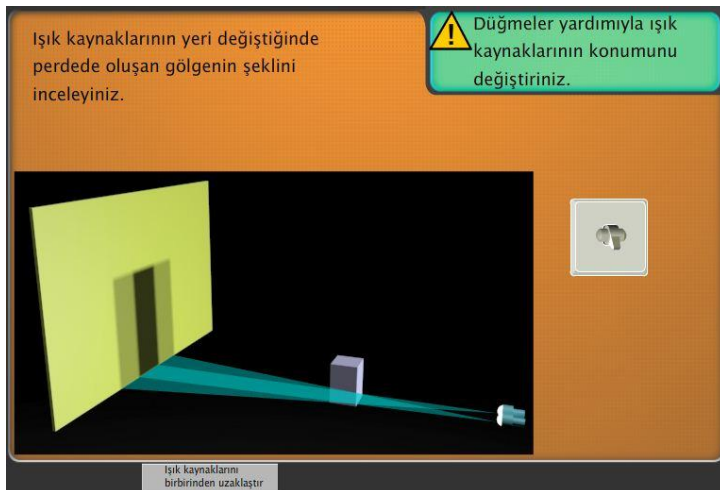 Işık kaynaklarının yeri değiştiğinde
perdede oluşan gölgenin şeklini
inceleyiniz.
Düğmeler yardımıyla ışık
kaynaklarının konumunu
değiştiriniz.
Işık kaynaklarını
birbirinden uzaklaştır